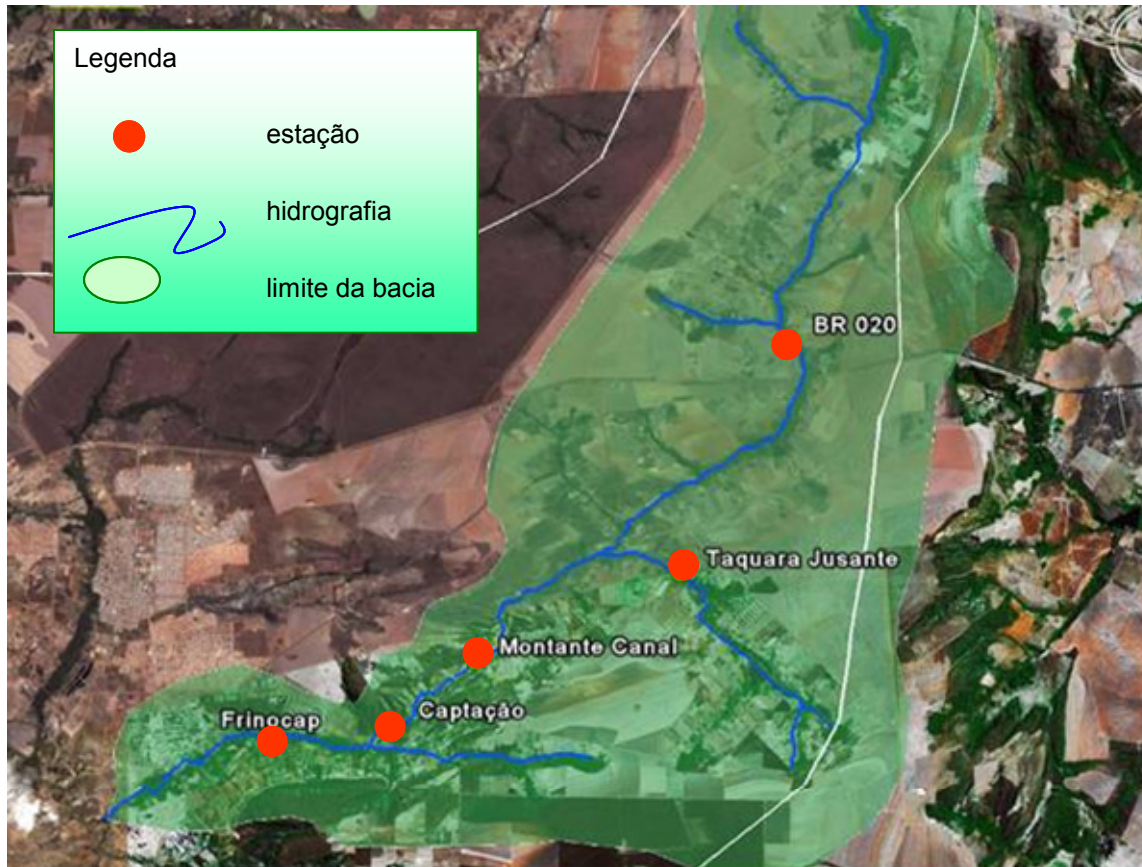 Legenda
estação
hidrografia
limite da bacia
BR 020
Taquara Jusante
Montante Canal
Captação
Frinocap